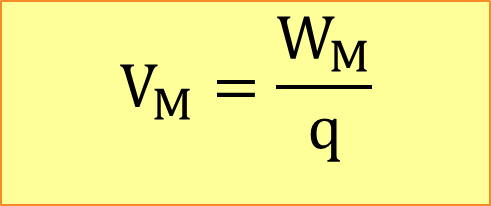 V_M = W_M / q